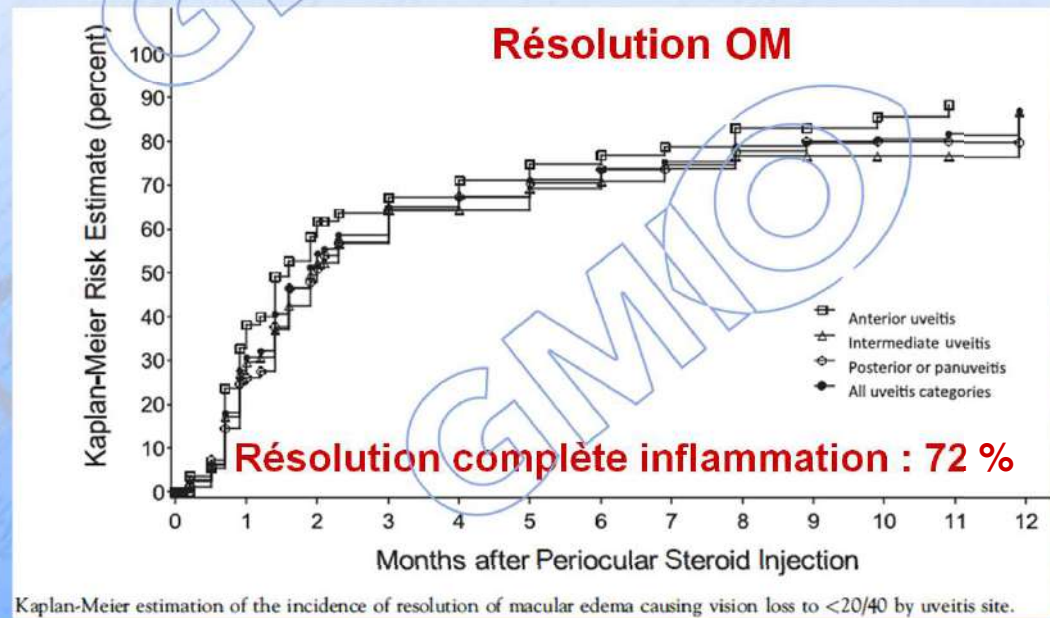 Résolution OM
Kaplan-Meier Risk Estimate (percent)
100
90
80
70
60
50
40
30
20
10
0
Anterior uveitis
Intermediate uveitis
Posterior or panuveitis
All uveitis categories
Résolution complète inflammation : 72 %
0 1 2 3 4 5 6 7 8 9 10 11 12
Months after Periocular Steroid Injection
Kaplan-Meier estimation of the incidence of resolution of macular edema causing vision loss to <20/40 by uveitis site.
GMIO